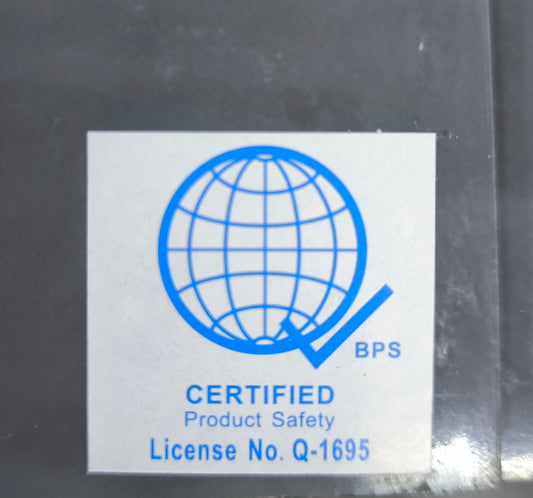 BPS
CERTIFIED
Product Safety
License No. Q-1695